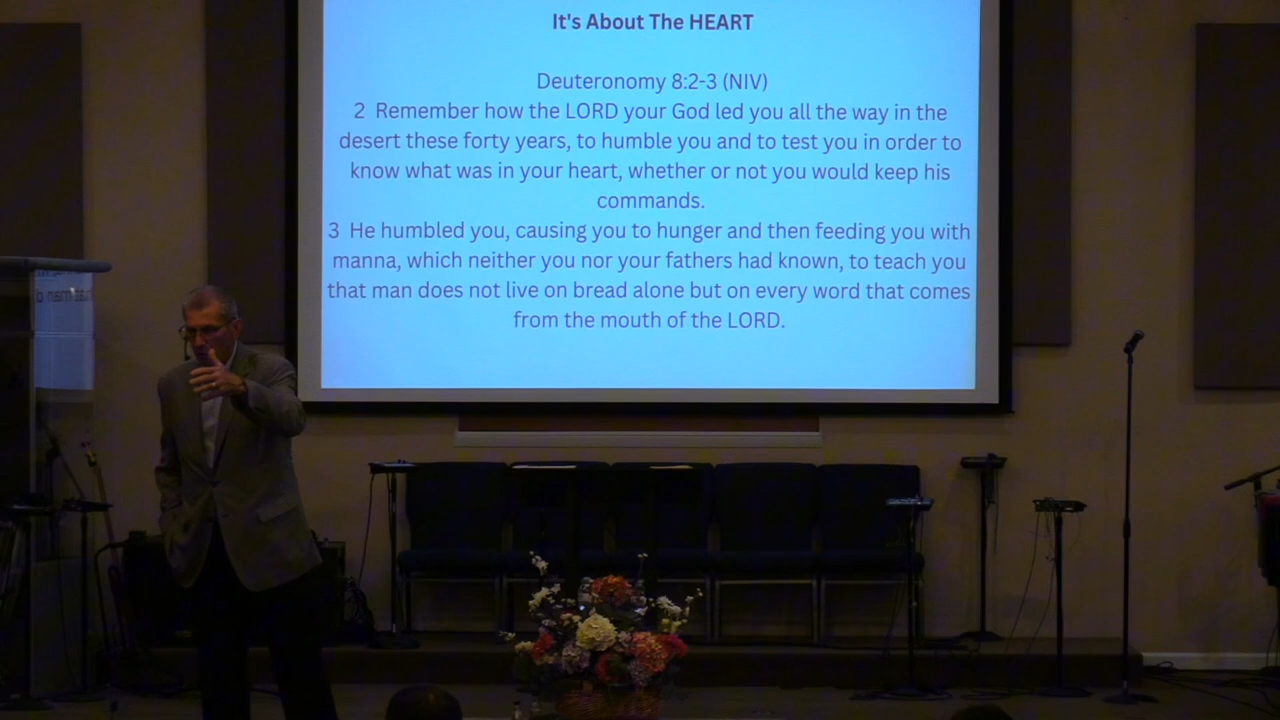 It's About The HEART
Deuteronomy 8:2-3 (NIV)
2  Remember how the LORD your God led you all the way in the
desert these forty years, to humble you and to test you in order to
know what was in your heart, whether or not you would keep his
commands.
3  He humbled you, causing you to hunger and then feeding you with
manna, which neither you nor your fathers had known, to teach you
that man does not live on bread alone but on every word that comes
from the mouth of the LORD.